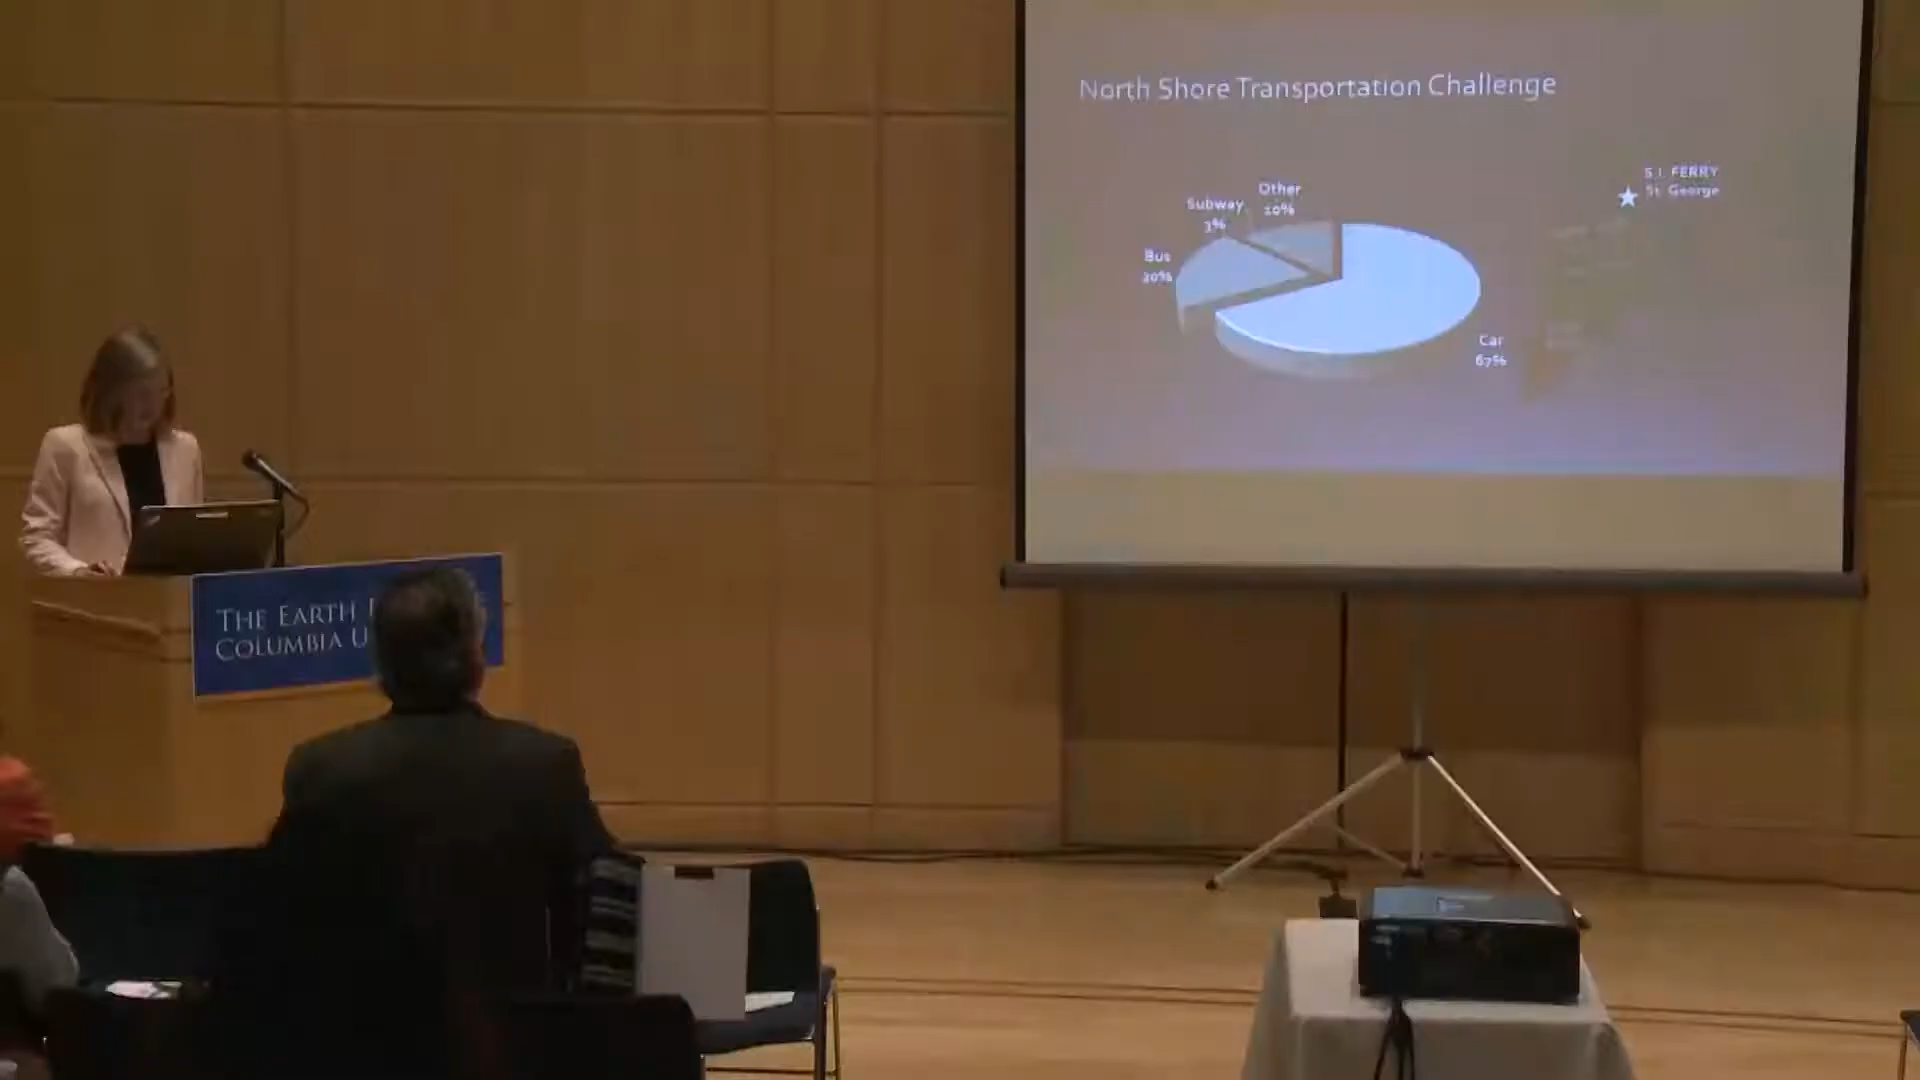 North Shore Transportation Challenge
S.I. FERRY
St. George
Other
10%
Subway
3%
Bus
20%
Car
67%
THE EARTH
COLUMBIA U